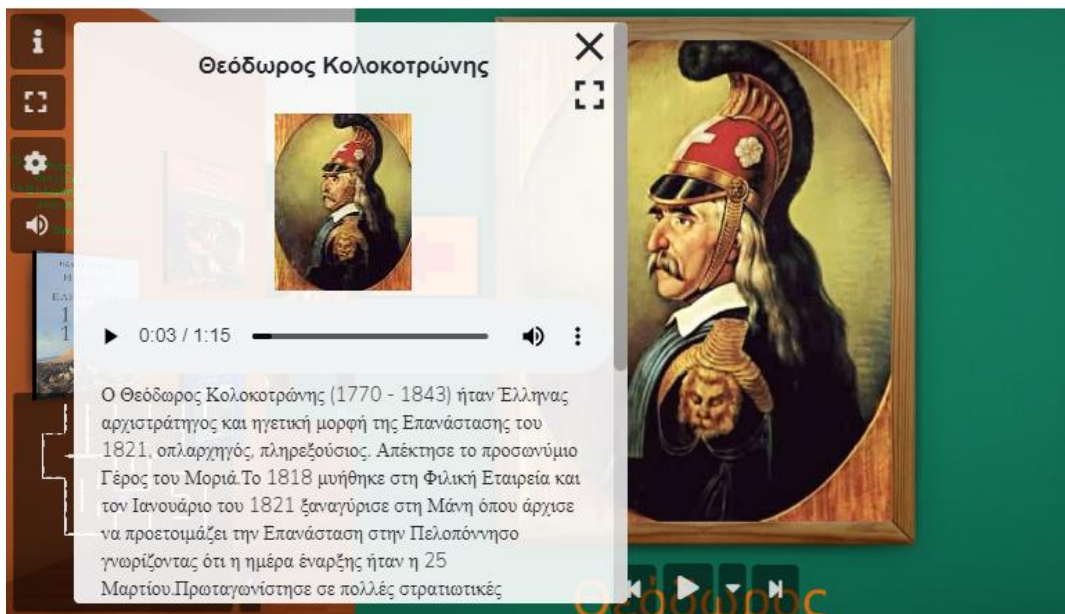 Θεόδωρος Κολοκοτρώνης
0:03 / 1:15
Ο Θεόδωρος Κολοκοτρώνης (1770 - 1843) ήταν Έλληνας
αρχιστράτηγος και ηγετική μορφή της Επανάστασης του
1821, οπλαρχηγός, πληρεξούσιος. Απέκτησε το προσωνύμιο
Γέρος του Μοριά.Το 1818 μυήθηκε στη Φιλική Εταιρεία και
τον Ιανουάριο του 1821 ξαναγύρισε στη Μάνη όπου άρχισε
να προετοιμάζει την Επανάσταση στην Πελοπόννησο
γνωρίζοντας ότι η ημέρα έναρξης ήταν η 25
Μαρτίου.Πρωταγωνίστησε σε πολλές στρατιωτικές
Θεόδωρος